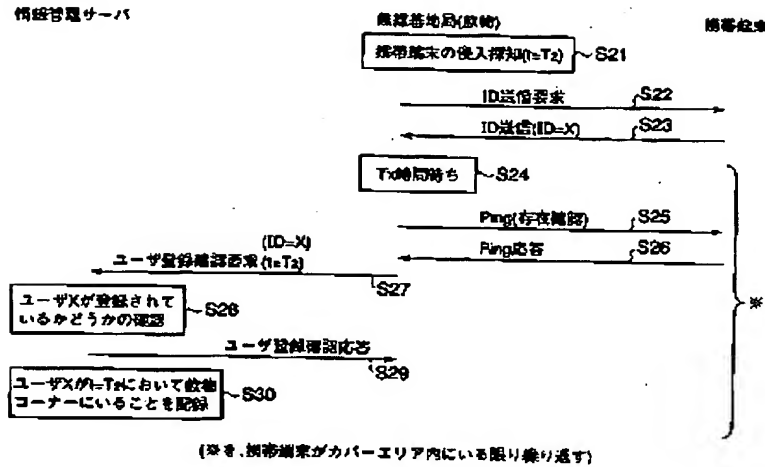 情報管理サーバ
無線基地局(飲物)
携帯端末
携帯端末の侵入探知(t=T2)
S21
ID送信要求
S22
ID送信(ID=X)
S23
Tx時間待ち
S24
Ping(存在確認)
S25
Ping応答
S26
(ID=X)
ユーザ登録確認要求(t=T2)
S27
ユーザXが登録されて
いるかどうかの確認
S28
※
ユーザ登録確認応答
S29
ユーザXがt=T2において飲物
コーナーにいることを記録
S30
(※を、携帯端末がカバーエリア内にいる限り繰り返す)